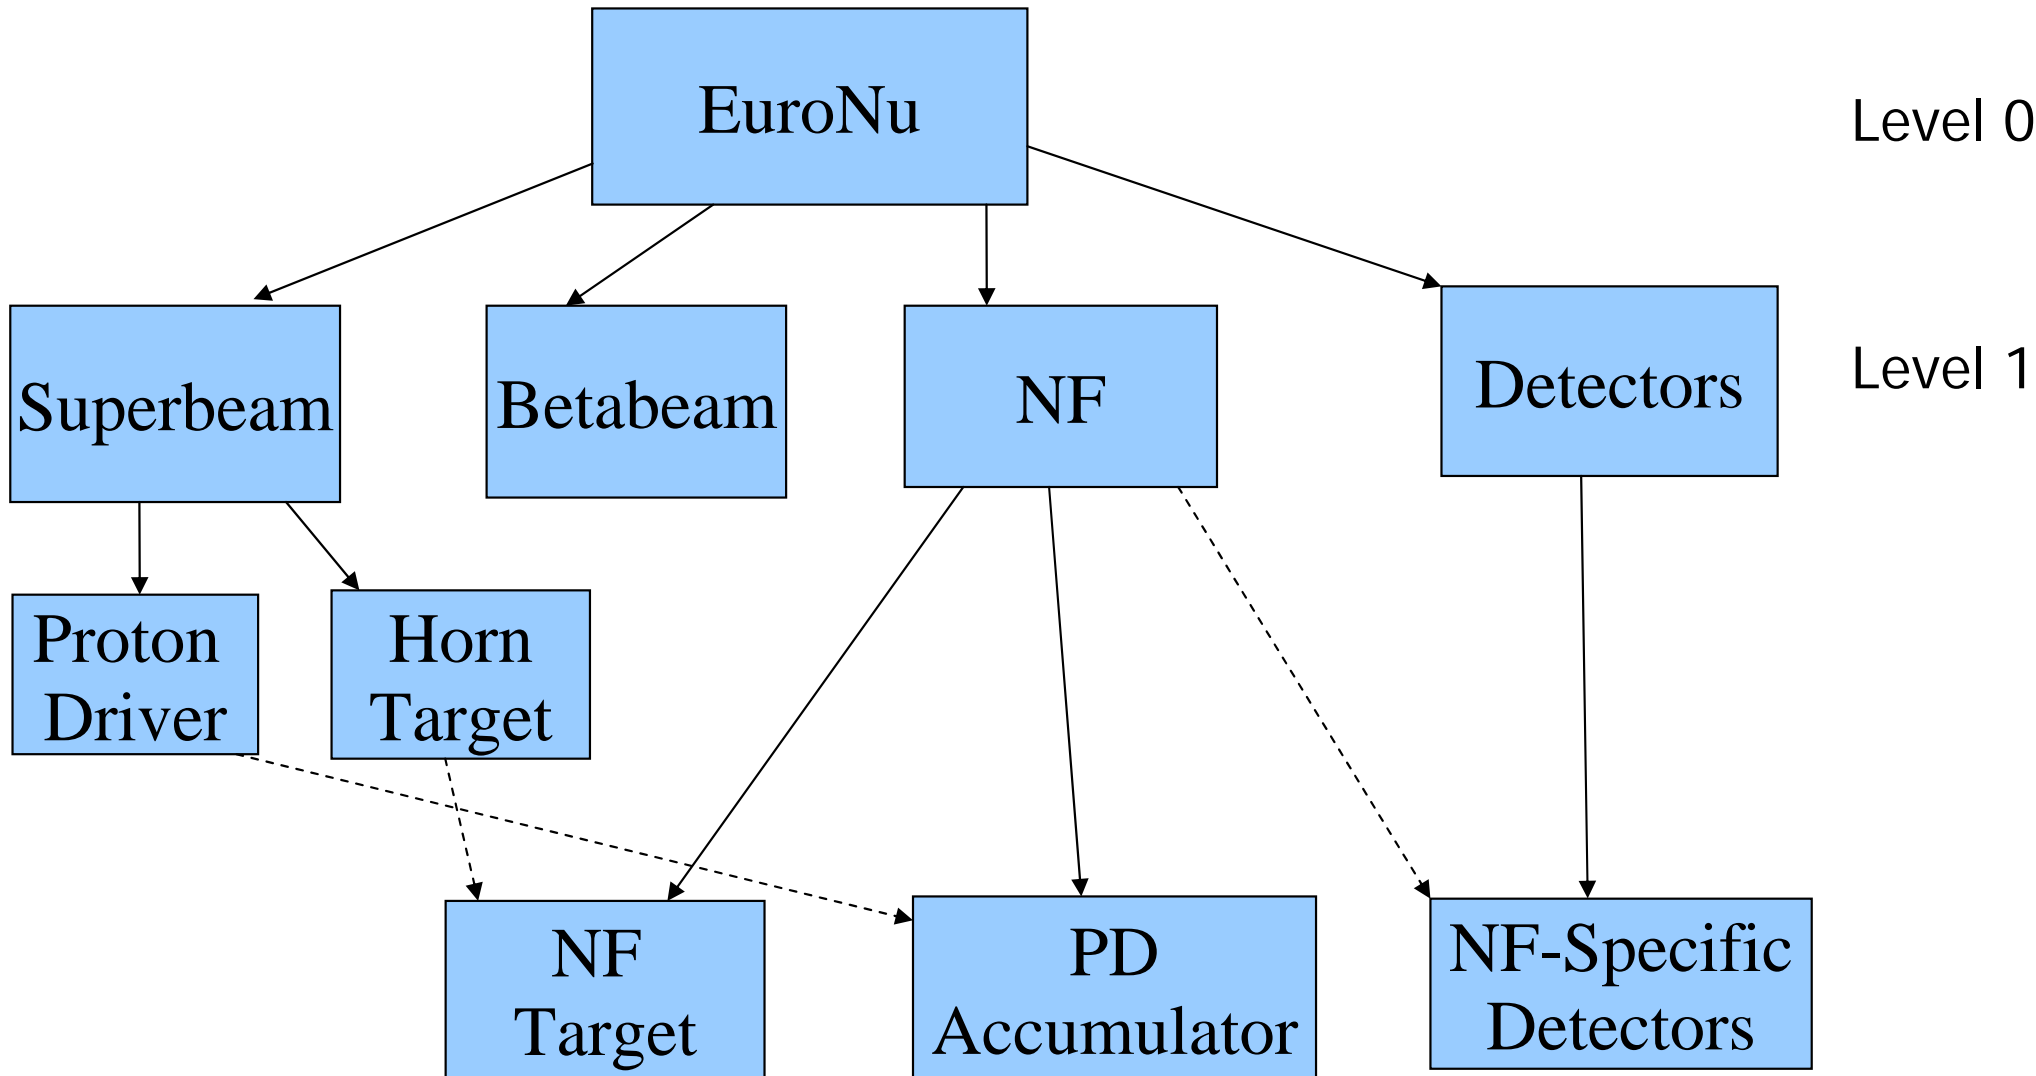 EuroNu
Level 0
Superbeam
Betabeam
NF
Detectors
Level 1
Proton
Driver
Horn
Target
NF
Target
PD
Accumulator
NF-Specific
Detectors